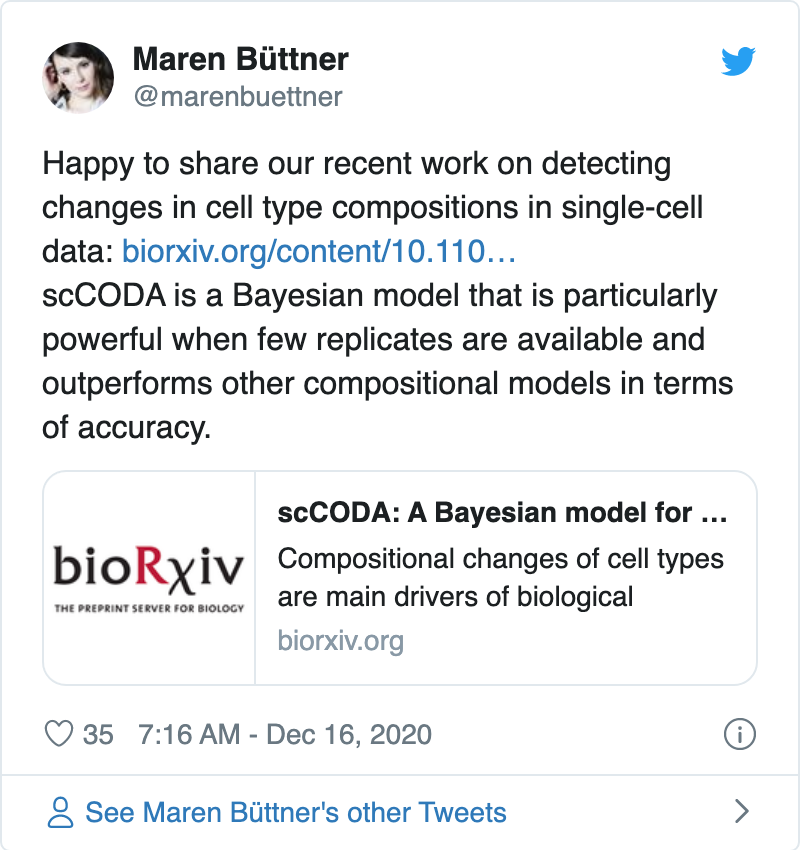 Maren Büttner
@marenbuettner
Happy to share our recent work on detecting
changes in cell type compositions in single-cell
data: biorxiv.org/content/10.110…
scCODA is a Bayesian model that is particularly
powerful when few replicates are available and
outperforms other compositional models in terms
of accuracy.
bioRχiv
THE PREPRINT SERVER FOR BIOLOGY
scCODA: A Bayesian model for ...
Compositional changes of cell types
are main drivers of biological
biorxiv.org
35 7:16 AM - Dec 16, 2020
See Maren Büttner's other Tweets